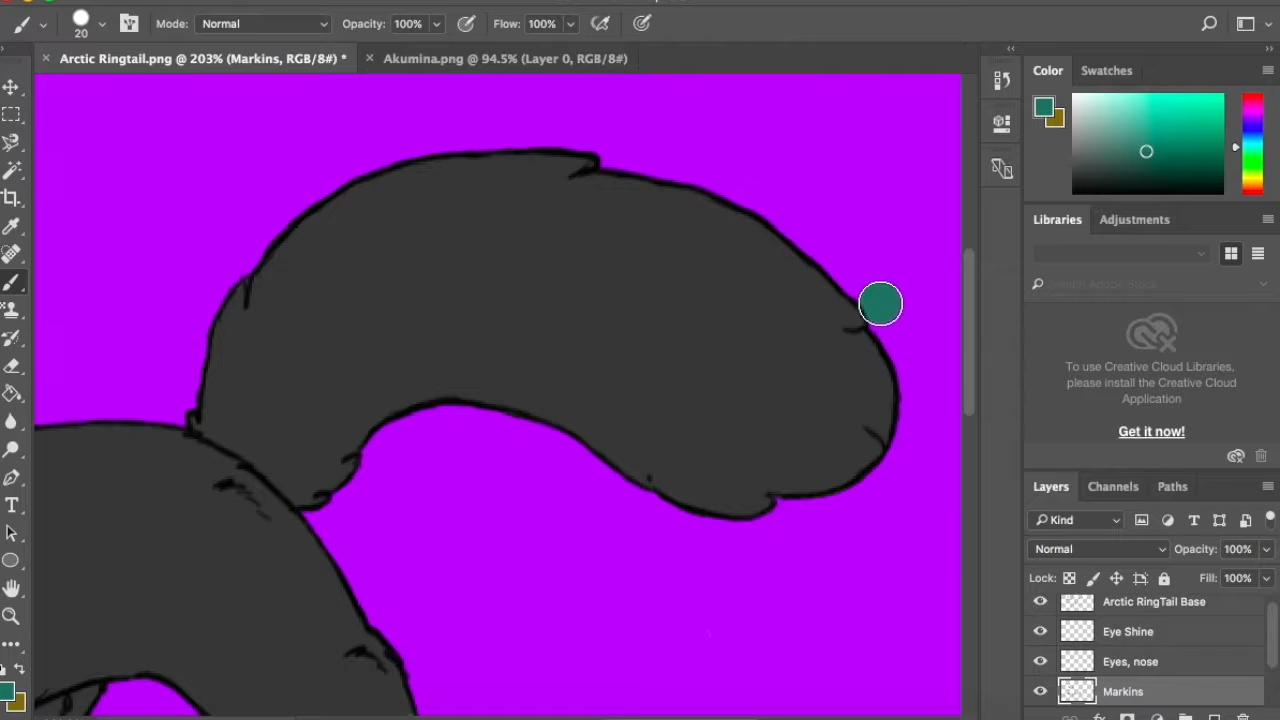 20
Mode: Normal
Opacity: 100%
Flow: 100%
Arctic Ringtail.png @ 203% (Markins, RGB/8#) *
Akumina.png @ 94.5% (Layer 0, RGB/8#)
Color
Swatches
Libraries
Adjustments
Search Adobe Stock
To use Creative Cloud Libraries,
please install the Creative Cloud
Application
Get it now!
Layers
Channels
Paths
Kind
Normal
Opacity: 100%
Lock:
Fill: 100%
Arctic RingTail Base
Eye Shine
Eyes, nose
Markins